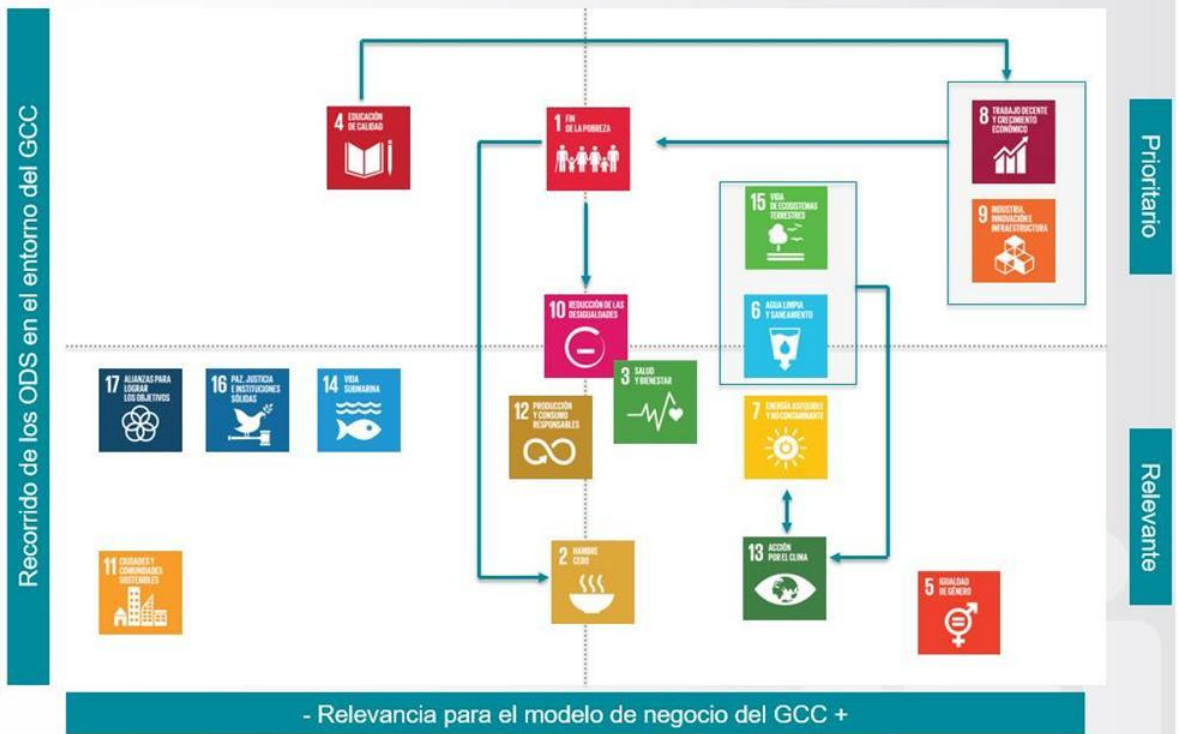 Recorrido de los ODS en el entorno del GCC
4 EDUCACIÓN
DE CALIDAD
1 FIN
DE LA POBREZA
8 TRABAJO DECENTE
Y CRECIMIENTO
ECONÓMICO
Prioritario
15 VIDA
DE ECOSISTEMAS
TERRESTRES
9 INDUSTRIA,
INNOVACIÓN E
INFRAESTRUCTURA
10 REDUCCIÓN DE LAS
DESIGUALDADES
6 AGUA LIMPIA
Y SANEAMIENTO
17 ALIANZAS PARA
LOGRAR
LOS OBJETIVOS
16 PAZ, JUSTICIA
E INSTITUCIONES
SÓLIDAS
14 VIDA
SUBMARINA
3 SALUD
Y BIENESTAR
12 PRODUCCIÓN
Y CONSUMO
RESPONSABLES
7 ENERGÍA ASEQUIBLE
Y NO CONTAMINANTE
Relevante
11 CIUDADES Y
COMUNIDADES
SOSTENIBLES
2 HAMBRE
CERO
13 ACCIÓN
POR EL CLIMA
5 IGUALDAD
DE GÉNERO
- Relevancia para el modelo de negocio del GCC +